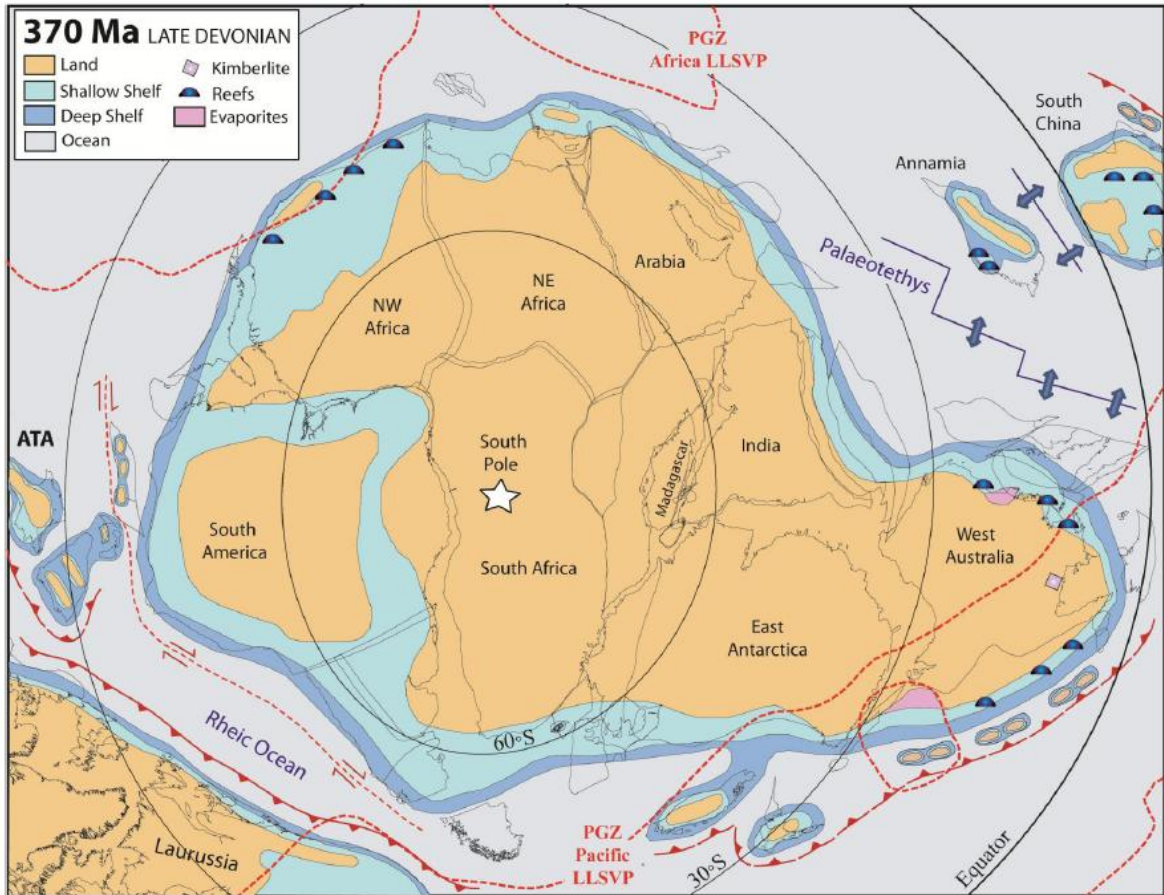 370 Ma LATE DEVONIAN
Land
Shallow Shelf
Deep Shelf
Ocean
Kimberlite
Reefs
Evaporites
PGZ
Africa LLSVP
South
China
Annamia
Palaeotethys
Arabia
NE
Africa
NW
Africa
ATA
South
Pole
India
Madagascar
South
America
South Africa
West
Australia
East
Antarctica
60°S
Rheic Ocean
Laurussia
PGZ
Pacific
LLSVP
30°S
Equator